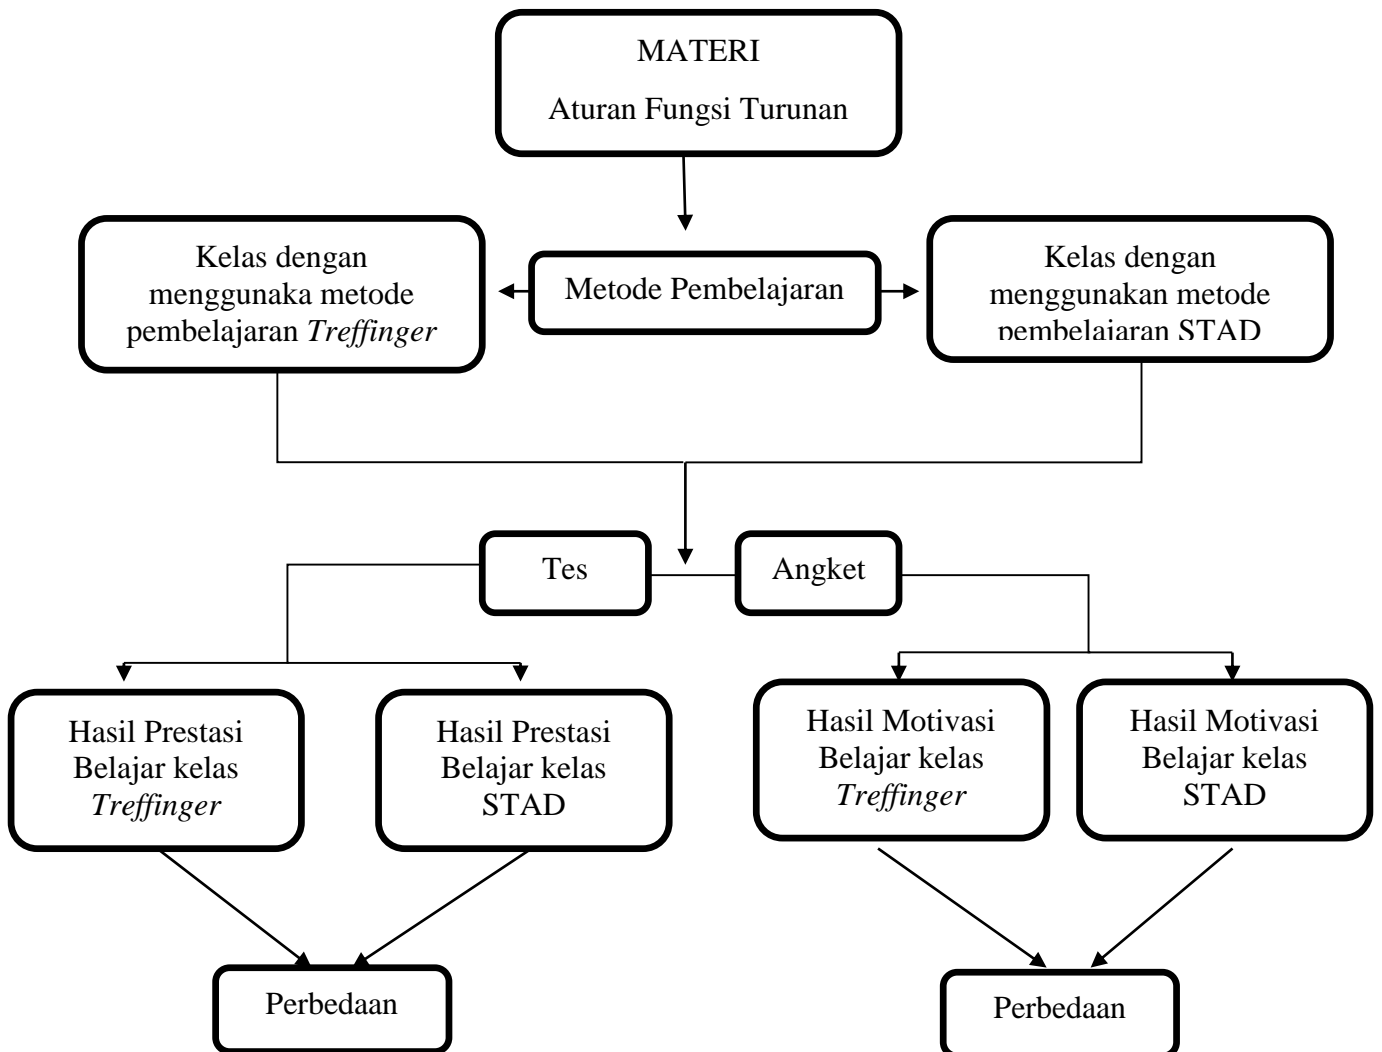 MATERI
Aturan Fungsi Turunan
Kelas dengan
menggunaka metode
pembelajaran Treffinger
Metode Pembelajaran
Kelas dengan
menggunakan metode
pembelajaran STAD
Tes
Angket
Hasil Prestasi
Belajar kelas
Treffinger
Hasil Prestasi
Belajar kelas
STAD
Hasil Motivasi
Belajar kelas
Treffinger
Hasil Motivasi
Belajar kelas
STAD
Perbedaan
Perbedaan